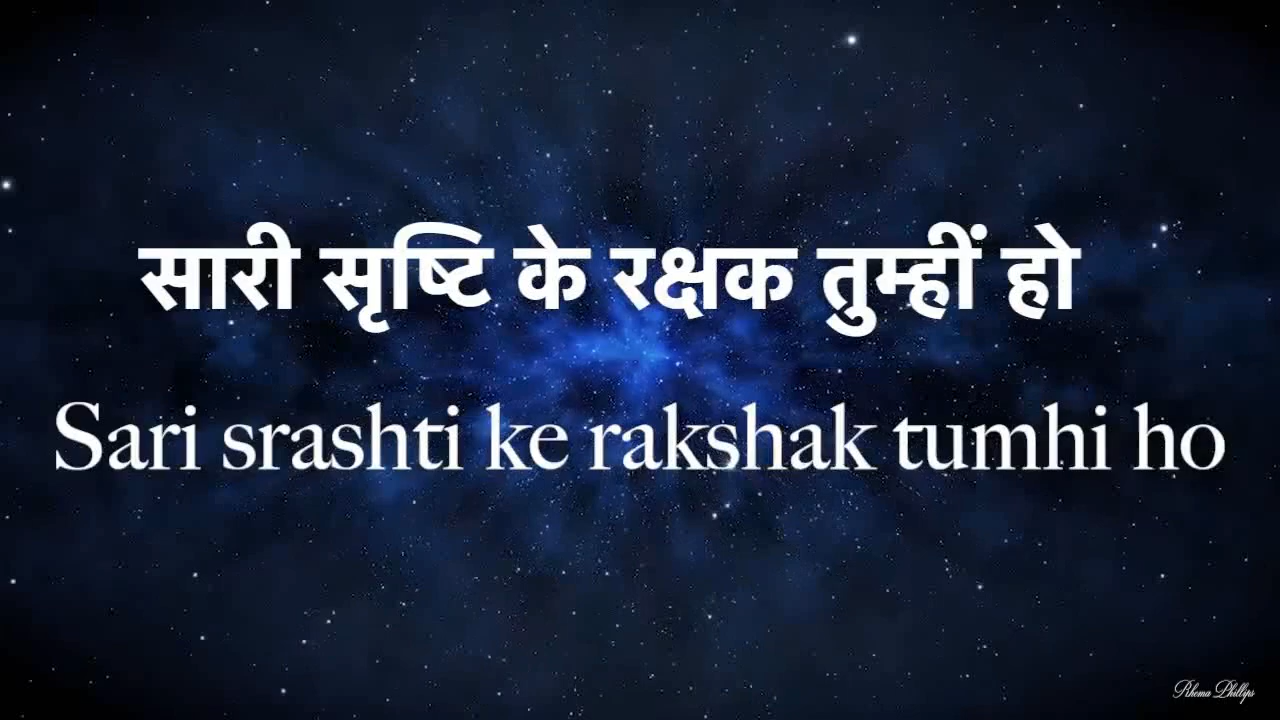 सारी सृष्टि के रक्षक तुम्हीं हो
Sari srashti ke rakshak tumhi ho
Rhema Phillips